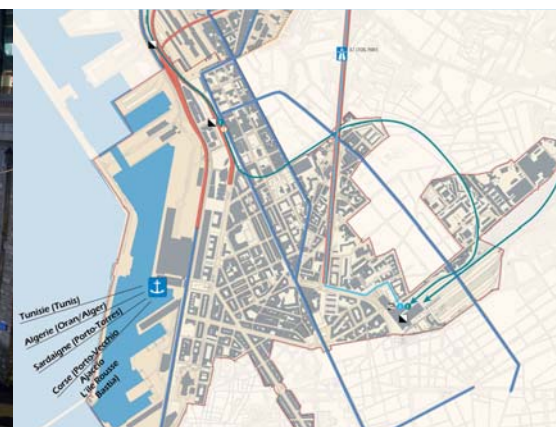 Tunisie (Tunis)
Algerie (Oran/Alger)
Sardaigne (Porto-Torres)
Corse (Porto-Vecchio
Ajaccio
L'ile Rousse
Bastia)